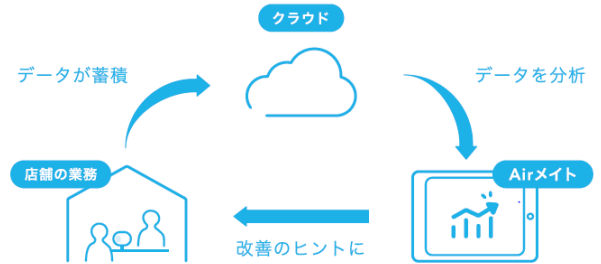 クラウド
データが蓄積
データを分析
店舗の業務
Airメイト
改善のヒントに